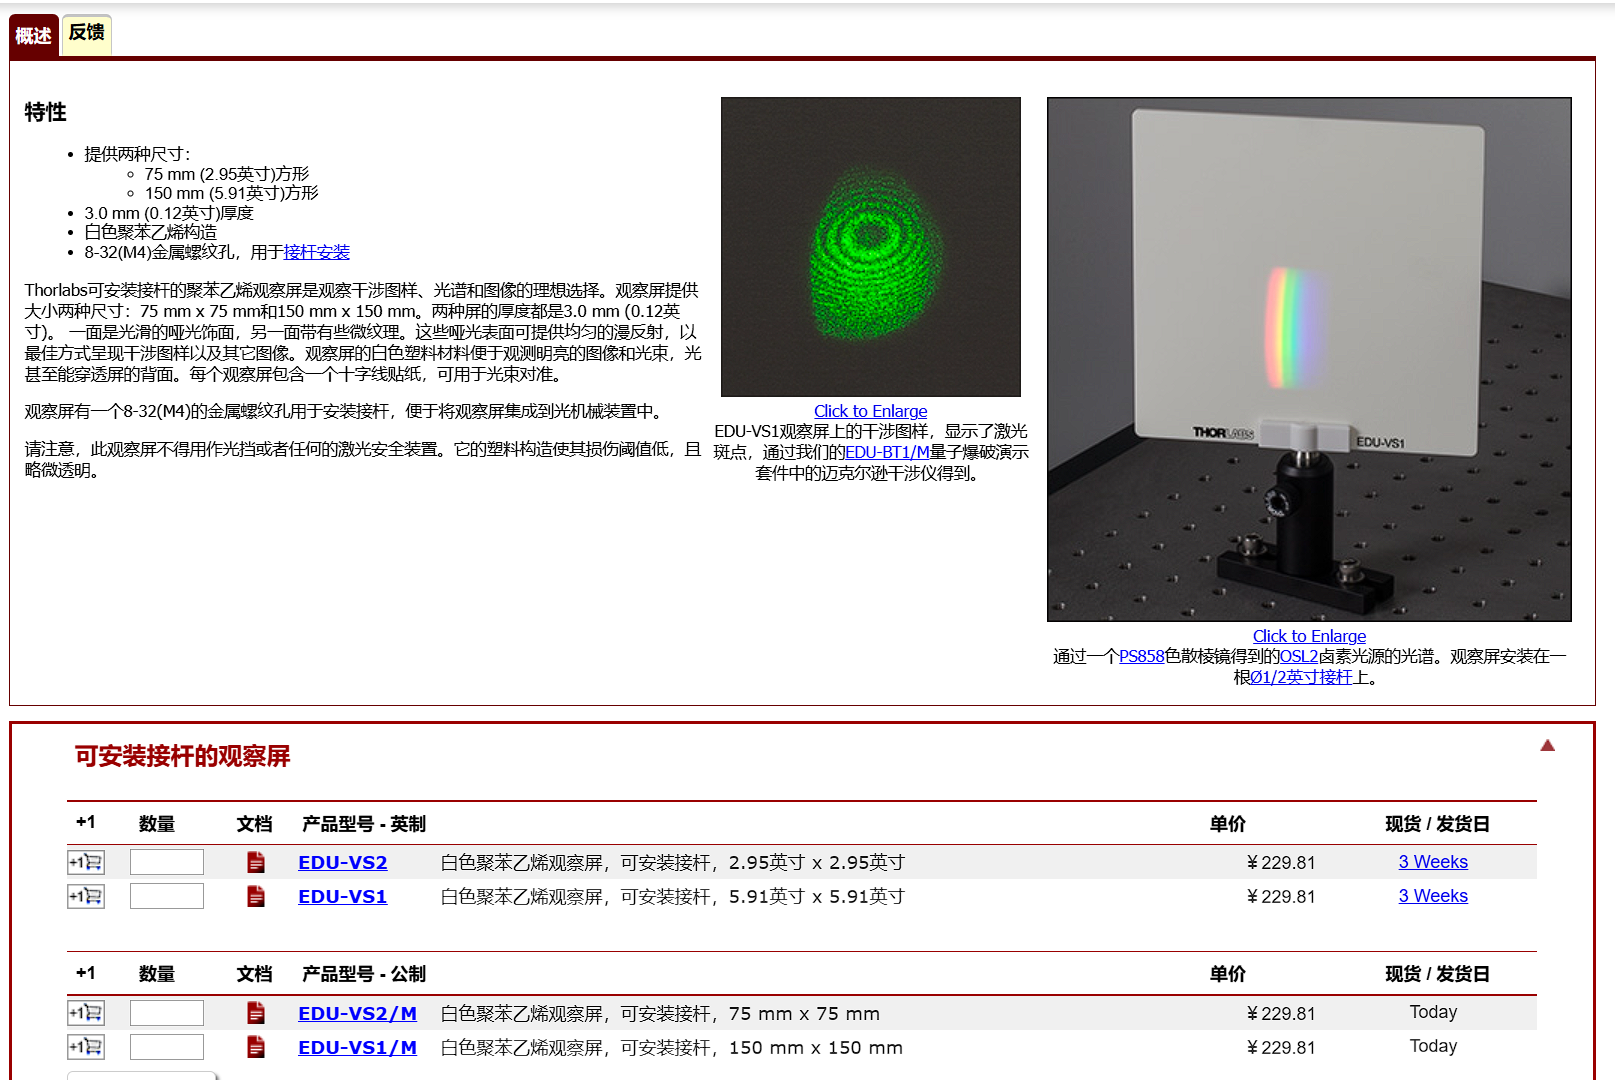 概述
反馈
特性
提供两种尺寸：
75 mm (2.95英寸)方形
150 mm (5.91英寸)方形
3.0 mm (0.12英寸)厚度
白色聚苯乙烯构造
8-32(M4)金属螺纹孔，用于接杆安装
Thorlabs可安装接杆的聚苯乙烯观察屏是观察干涉图样、光谱和图像的理想选择。观察屏提供
大小两种尺寸：75 mm x 75 mm和150 mm x 150 mm。两种屏的厚度都是3.0 mm (0.12英
寸)。 一面是光滑的哑光饰面，另一面带有些微纹理。这些哑光表面可提供均匀的漫反射，以
最佳方式呈现干涉图样以及其它图像。观察屏的白色塑料材料便于观测明亮的图像和光束，光
甚至能穿透屏的背面。每个观察屏包含一个十字线贴纸，可用于光束对准。
观察屏有一个8-32(M4)的金属螺纹孔用于安装接杆，便于将观察屏集成到光机械装置中。
请注意，此观察屏不得用作光挡或者任何的激光安全装置。它的塑料构造使其损伤阈值低，且
略微透明。
Click to Enlarge
EDU-VS1观察屏上的干涉图样，显示了激光
斑点，通过我们的EDU-BT1/M量子爆破演示
套件中的迈克尔逊干涉仪得到。
THORLABS
EDU-VS1
Click to Enlarge
通过一个PS858色散棱镜得到的OSL2卤素光源的光谱。观察屏安装在一
根Ø1/2英寸接杆上。
可安装接杆的观察屏
+1 数量 文档 产品型号 - 英制 单价 现货 / 发货日
+1 EDU-VS2 白色聚苯乙烯观察屏，可安装接杆，2.95英寸 x 2.95英寸 ¥229.81 3 Weeks
+1 EDU-VS1 白色聚苯乙烯观察屏，可安装接杆，5.91英寸 x 5.91英寸 ¥229.81 3 Weeks
+1 数量 文档 产品型号 - 公制 单价 现货 / 发货日
+1 EDU-VS2/M 白色聚苯乙烯观察屏，可安装接杆，75 mm x 75 mm ¥229.81 Today
+1 EDU-VS1/M 白色聚苯乙烯观察屏，可安装接杆，150 mm x 150 mm ¥229.81 Today